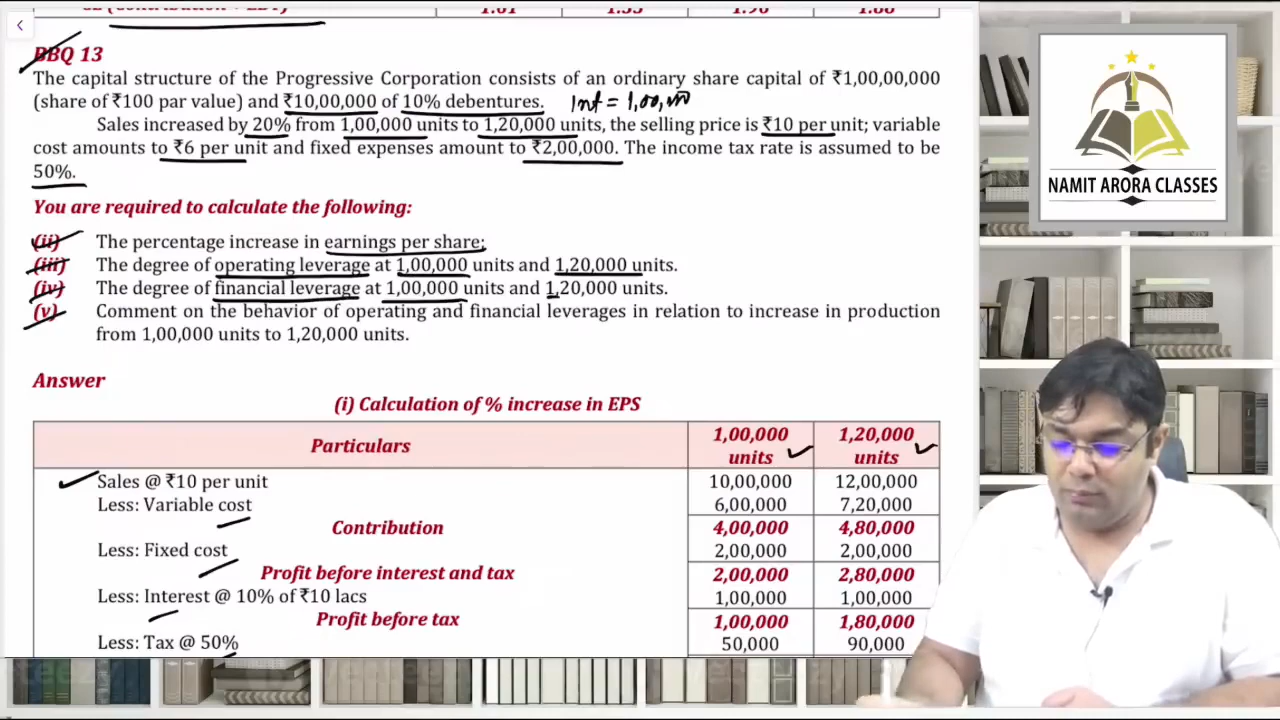 BBQ 13
The capital structure of the Progressive Corporation consists of an ordinary share capital of ₹1,00,00,000
(share of ₹100 par value) and ₹10,00,000 of 10% debentures. Int = 1,00,000
Sales increased by 20% from 1,00,000 units to 1,20,000 units, the selling price is ₹10 per unit; variable
cost amounts to ₹6 per unit and fixed expenses amount to ₹2,00,000. The income tax rate is assumed to be
50%.
You are required to calculate the following:
(ii) The percentage increase in earnings per share;
(iii) The degree of operating leverage at 1,00,000 units and 1,20,000 units.
(iv) The degree of financial leverage at 1,00,000 units and 1,20,000 units.
(v) Comment on the behavior of operating and financial leverages in relation to increase in production
from 1,00,000 units to 1,20,000 units.
Answer
(i) Calculation of % increase in EPS
Particulars 1,00,000 units 1,20,000 units
Sales @ ₹10 per unit 10,00,000 12,00,000
Less: Variable cost 6,00,000 7,20,000
Contribution 4,00,000 4,80,000
Less: Fixed cost 2,00,000 2,00,000
Profit before interest and tax 2,00,000 2,80,000
Less: Interest @ 10% of ₹10 lacs 1,00,000 1,00,000
Profit before tax 1,00,000 1,80,000
Less: Tax @ 50% 50,000 90,000
NAMIT ARORA CLASSES